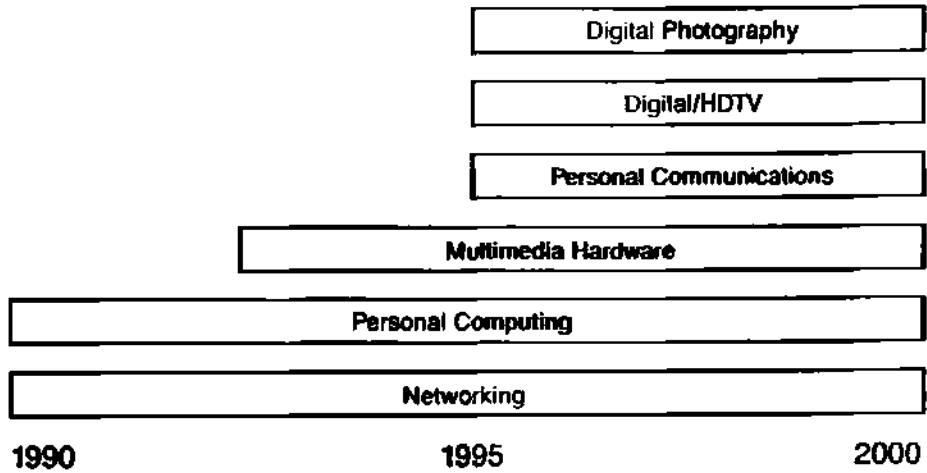 Digital Photography
Digital/HDTV
Personal Communications
Multimedia Hardware
Personal Computing
Networking
1990 1995 2000